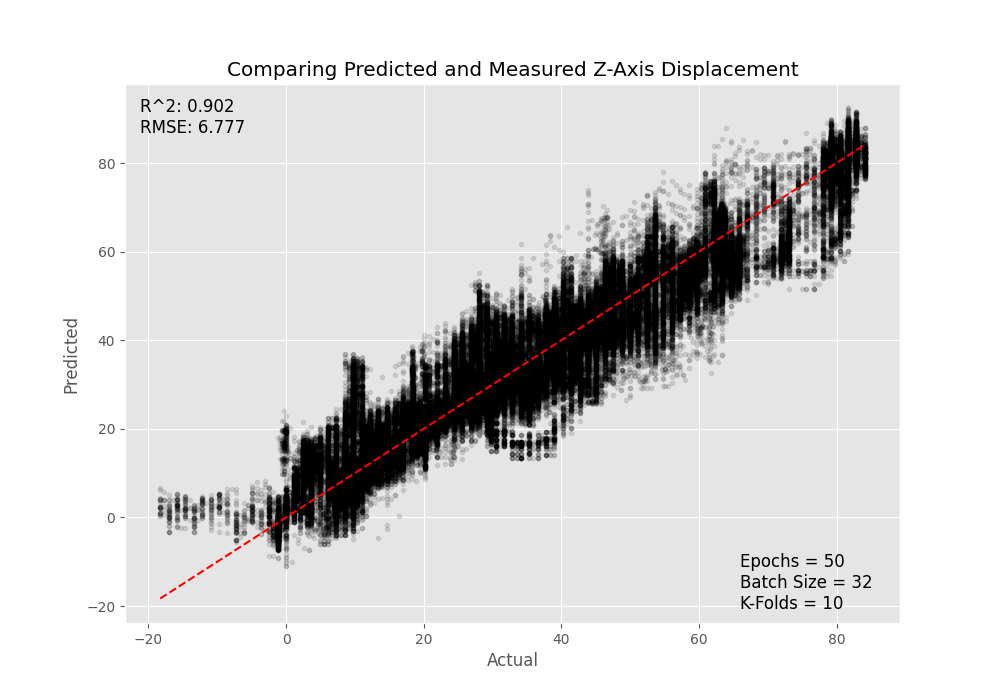 Comparing Predicted and Measured Z-Axis Displacement
R^2: 0.902
RMSE: 6.777
80
60
40
20
0
−20
Predicted
Epochs = 50
Batch Size = 32
K-Folds = 10
−20
0
20
40
60
80
Actual